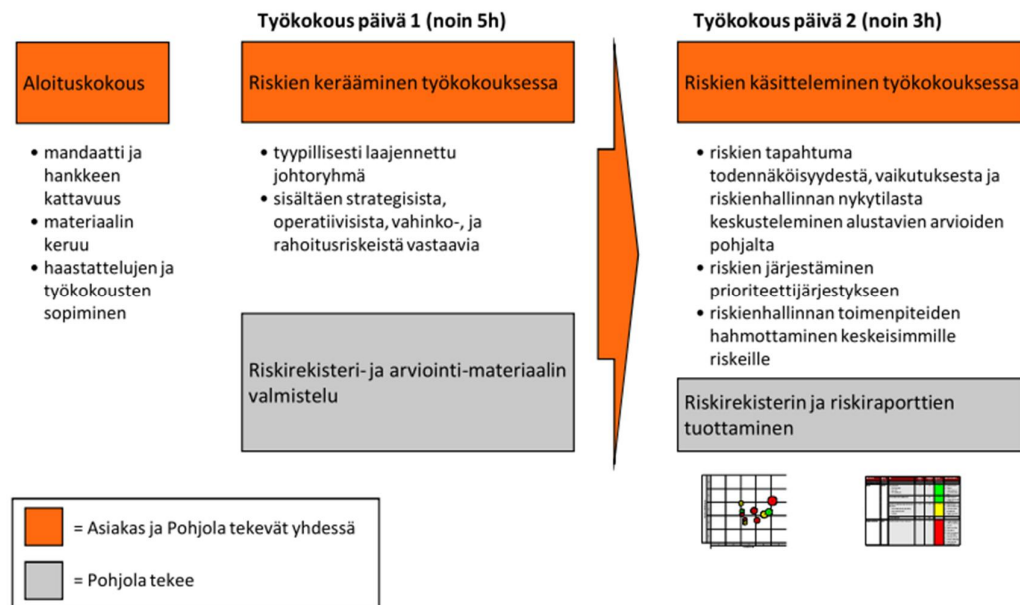 Työkokous päivä 1 (noin 5h)
Työkokous päivä 2 (noin 3h)
Aloituskokous
• mandaatti ja
hankkeen
kattavuus
• materiaalin
keruu
• haastattelujen ja
työkokousten
sopiminen
Riskien kerääminen työkokouksessa
• tyypillisesti laajennettu
johtoryhmä
• sisältäen strategisista,
operatiivisista, vahinko-, ja
rahoitusriskeistä vastaavia
Riskirekisteri- ja arviointi-materiaalin
valmistelu
Riskien käsitteleminen työkokouksessa
• riskien tapahtuma
todennäköisyydestä, vaikutuksesta ja
riskienhallinnan nykytilasta
keskusteleminen alustavien arvioiden
pohjalta
• riskien järjestäminen
prioriteettijärjestykseen
• riskienhallinnan toimenpiteiden
hahmottaminen keskeisimmille
riskeille
Riskirekisterin ja riskiraporttien
tuottaminen
= Asiakas ja Pohjola tekevät yhdessä
= Pohjola tekee